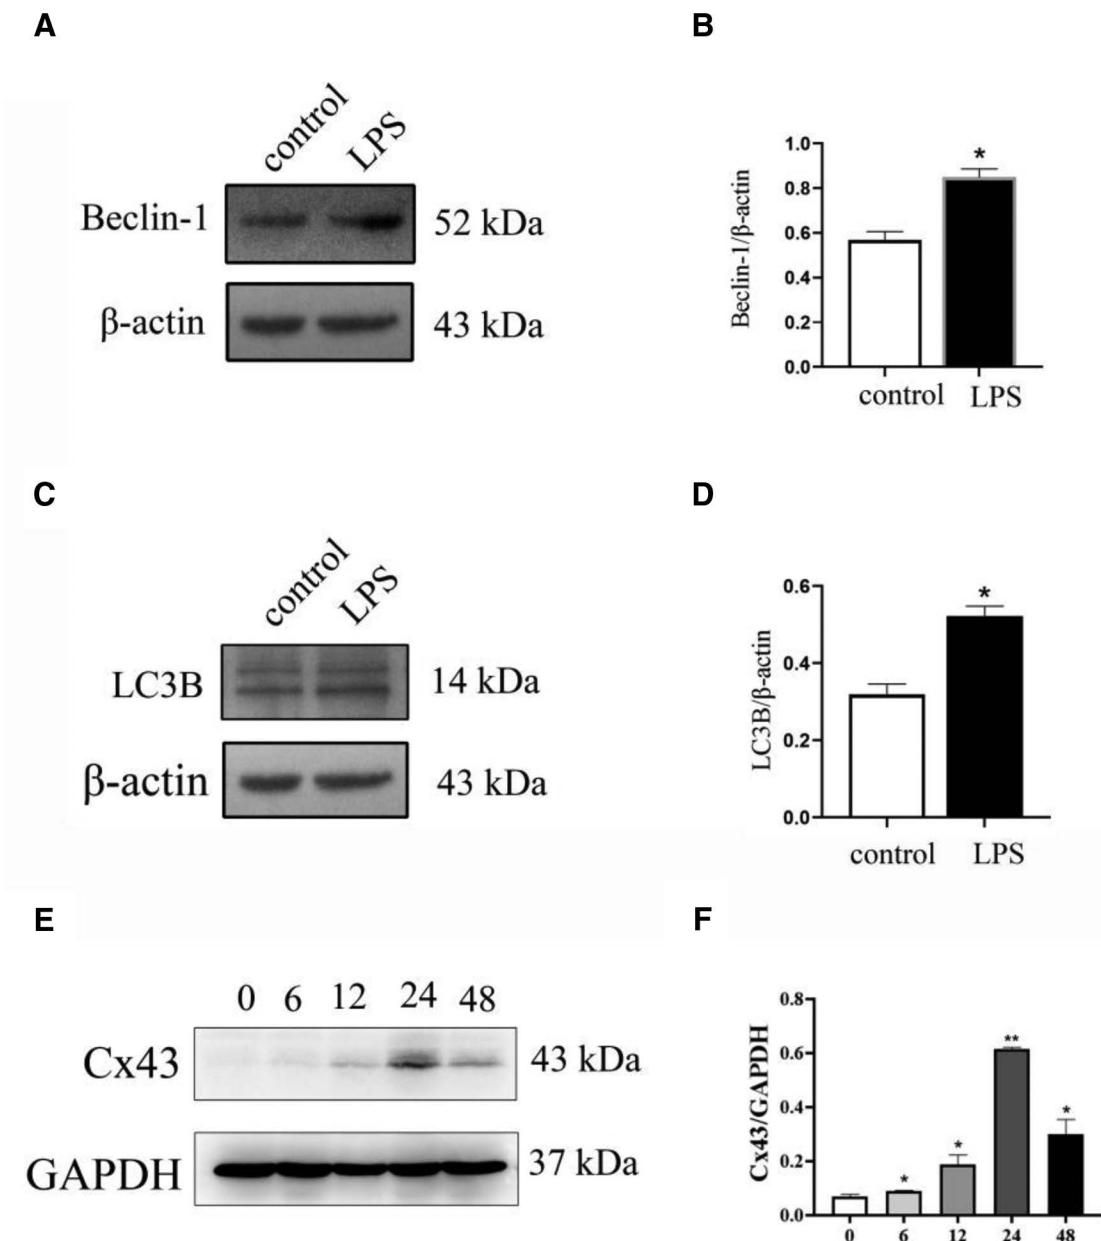 A
control LPS
Beclin-1 52 kDa
β-actin 43 kDa
B
Beclin-1/β-actin
1.0
0.8
0.6
0.4
0.2
0.0
*
control LPS
C
control LPS
LC3B 14 kDa
β-actin 43 kDa
D
LC3B/β-actin
0.6
0.4
0.2
0.0
*
control LPS
E
0 6 12 24 48
Cx43 43 kDa
GAPDH 37 kDa
F
Cx43/GAPDH
0.8
0.6
0.4
0.2
0.0
* * ** *
0 6 12 24 48